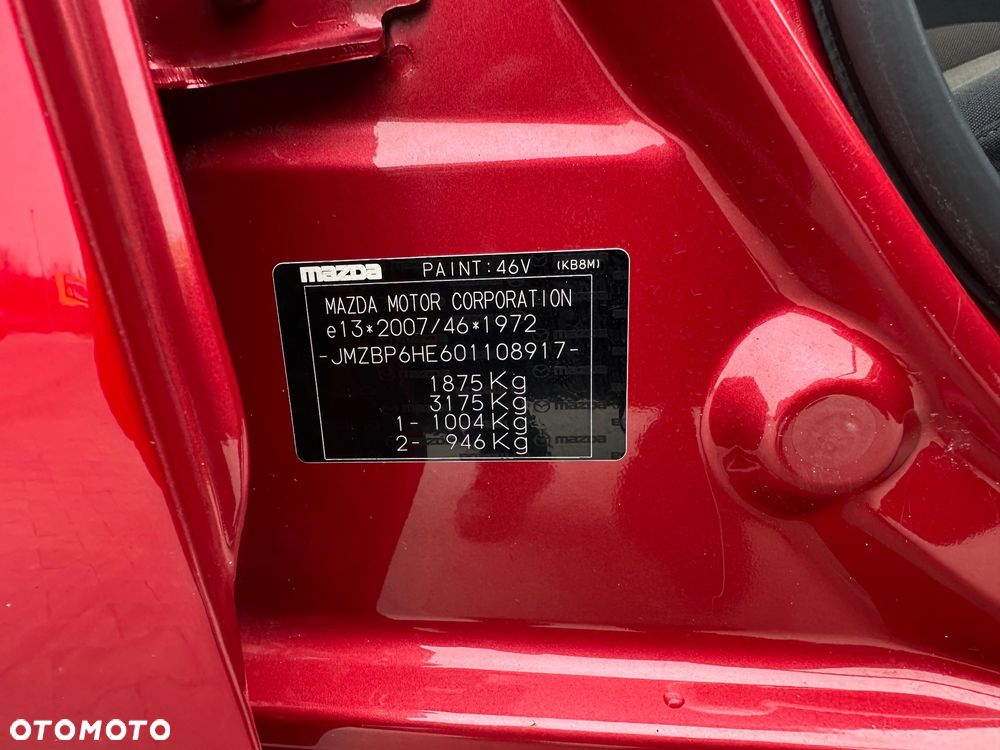 mazda PAINT:46V (KB8M)
MAZDA MOTOR CORPORATION
e13*2007/46*1972
-JMZBP6HE601108917-
1875Kg
3175Kg
1- 1004Kg
2- 946Kg
OTOMOTO